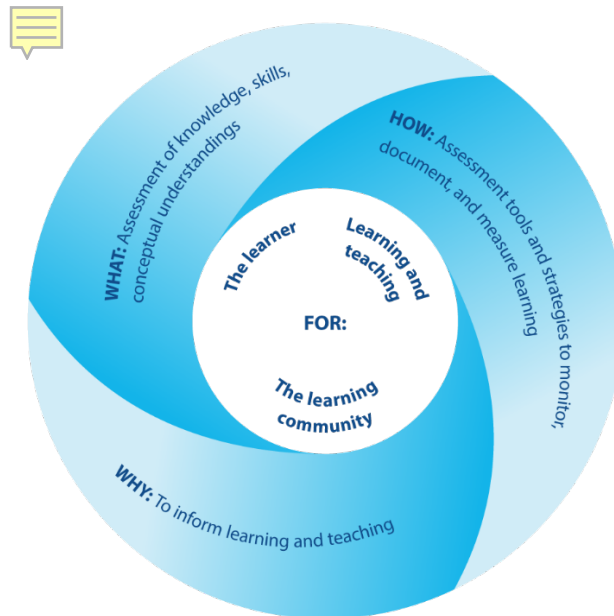 WHAT: Assessment of knowledge, skills,
conceptual understandings
HOW: Assessment tools and strategies to monitor,
document, and measure learning
The learner
Learning and
teaching
FOR:
The learning
community
WHY: To inform learning and teaching